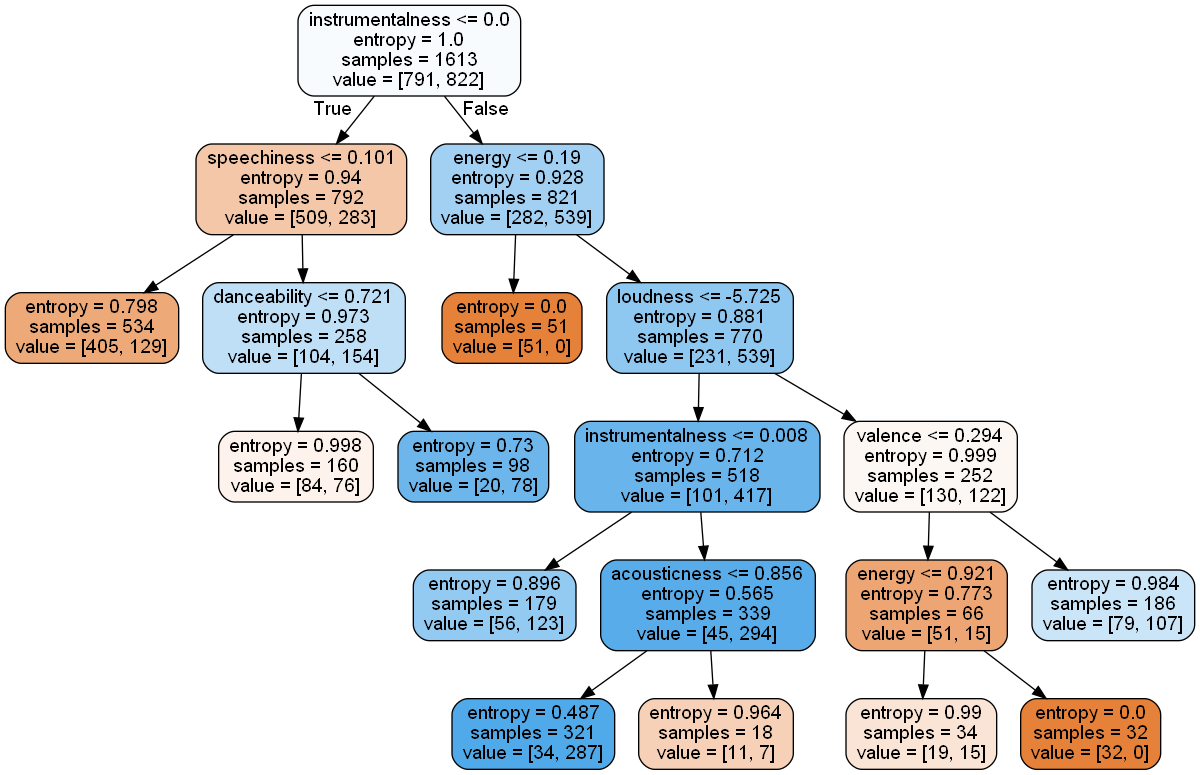 instrumentalness <= 0.0
entropy = 1.0
samples = 1613
value = [791, 822]
True
False
speechiness <= 0.101
entropy = 0.94
samples = 792
value = [509, 283]
energy <= 0.19
entropy = 0.928
samples = 821
value = [282, 539]
entropy = 0.798
samples = 534
value = [405, 129]
danceability <= 0.721
entropy = 0.973
samples = 258
value = [104, 154]
entropy = 0.0
samples = 51
value = [51, 0]
loudness <= -5.725
entropy = 0.881
samples = 770
value = [231, 539]
entropy = 0.998
samples = 160
value = [84, 76]
entropy = 0.73
samples = 98
value = [20, 78]
instrumentalness <= 0.008
entropy = 0.712
samples = 518
value = [101, 417]
valence <= 0.294
entropy = 0.999
samples = 252
value = [130, 122]
entropy = 0.896
samples = 179
value = [56, 123]
acousticness <= 0.856
entropy = 0.565
samples = 339
value = [45, 294]
energy <= 0.921
entropy = 0.773
samples = 66
value = [51, 15]
entropy = 0.984
samples = 186
value = [79, 107]
entropy = 0.487
samples = 321
value = [34, 287]
entropy = 0.964
samples = 18
value = [11, 7]
entropy = 0.99
samples = 34
value = [19, 15]
entropy = 0.0
samples = 32
value = [32, 0]